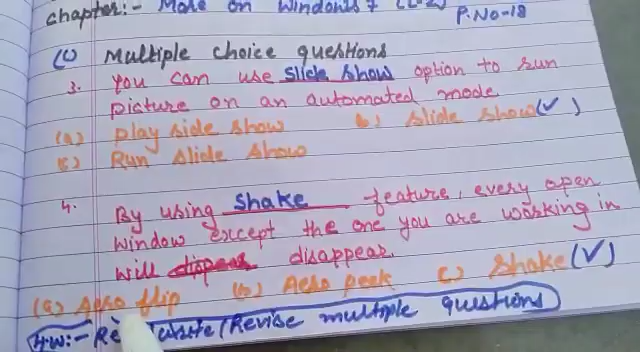 chapter:- More on Windows 7
P.No-18
(C) Multiple choice questions
3. You can use slide show option to run
picture on an automated mode.
(a) Play side show b) Slide show (✓)
(c) Run Slide show
4. By using shake feature, every open
window except the one you are working in
will disappear.
(a) Aero flip (b) Aero peek c) Shake (✓)
H.W:- Revise multiple questions